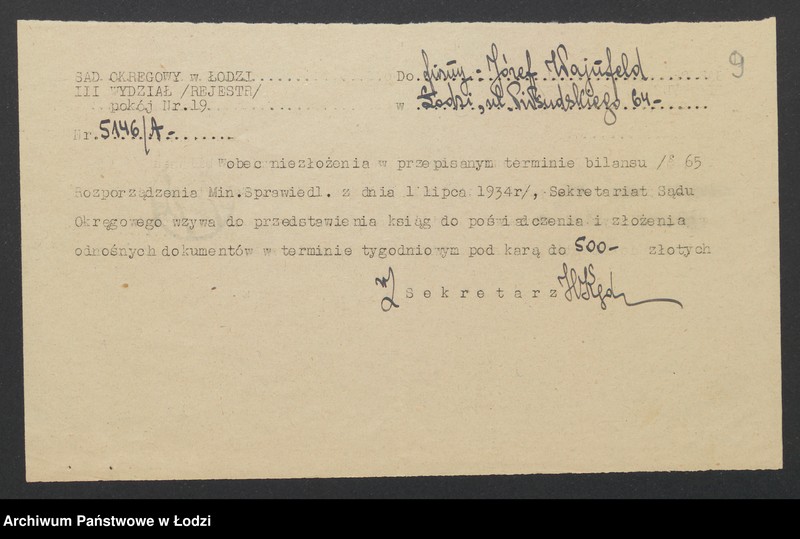 SĄD OKRĘGOWY w ŁODZI.............. Do firmy - Józef Wajnfeld
III WYDZIAŁ /REJESTR/
pokój Nr.19. w Łodzi, ul. Piłsudskiego 64-
9
Nr. 5146/A-
Wobec niezłożenia w przepisanym terminie bilansu /§ 65
Rozporządzenia Min.Sprawiedl. z dnia 1 lipca 1934r/, Sekretariat Sądu
Okręgowego wzywa do przedstawienia ksiąg do poświadczenia i złożenia
odnośnych dokumentów w terminie tygodniowym pod karą do 500- złotych
Sekretarz
Archiwum Państwowe w Łodzi